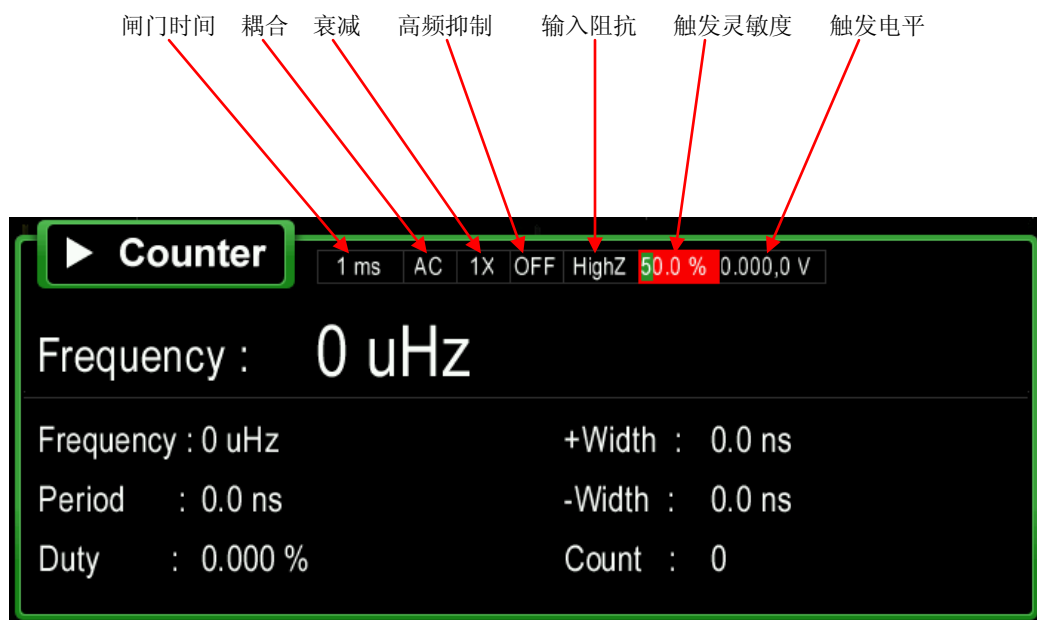 闸门时间 耦合 衰减 高频抑制 输入阻抗 触发灵敏度 触发电平
Counter
1 ms AC 1X OFF HighZ 50.0 % 0.000,0 V
Frequency : 0 uHz
Frequency : 0 uHz +Width : 0.0 ns
Period : 0.0 ns -Width : 0.0 ns
Duty : 0.000 % Count : 0